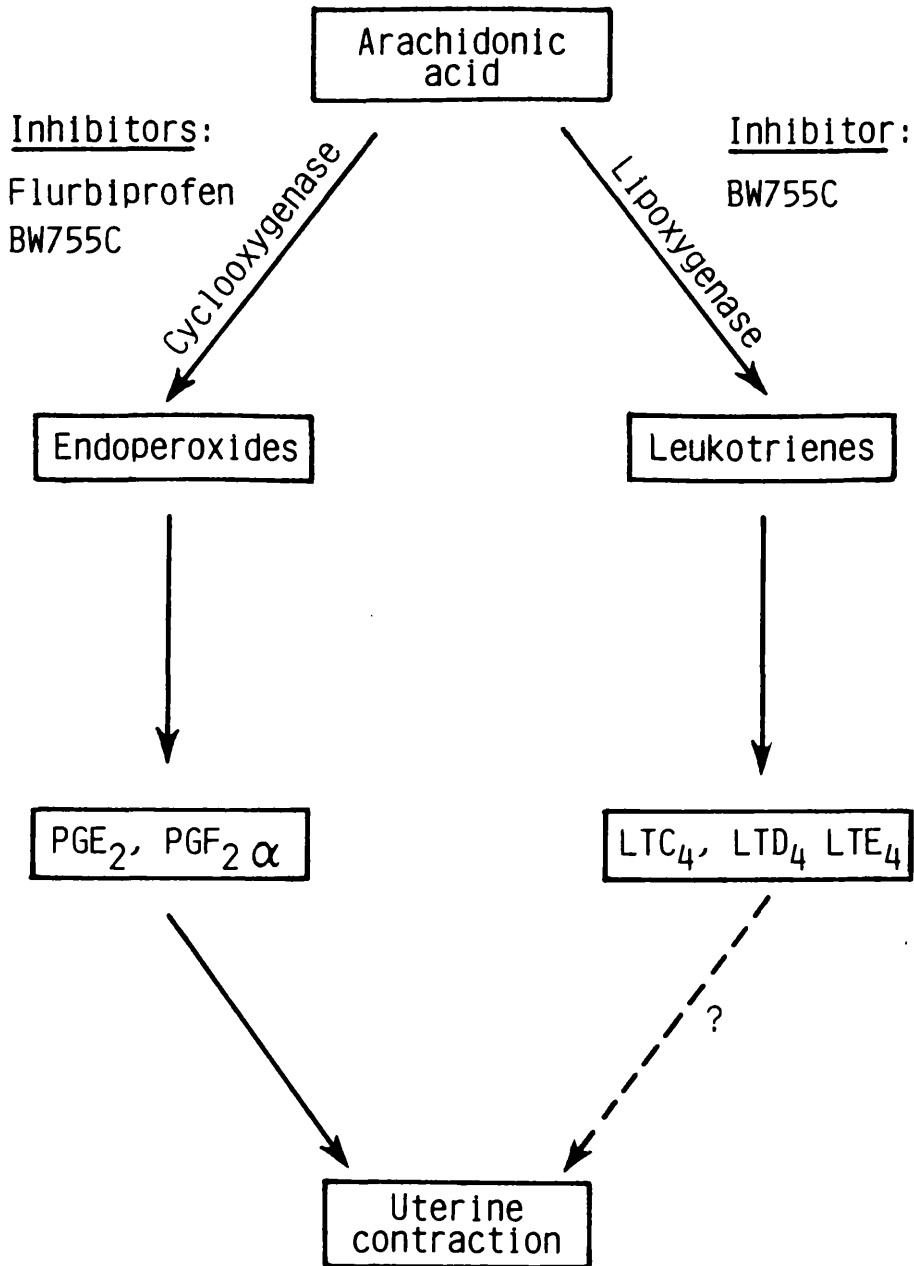 Arachidonic
acid
Inhibitors:
Flurbiprofen
BW755C
Cyclooxygenase
Lipoxygenase
Inhibitor:
BW755C
Endoperoxides
Leukotrienes
PGE₂, PGF₂ α
LTC₄, LTD₄ LTE₄
?
Uterine
contraction